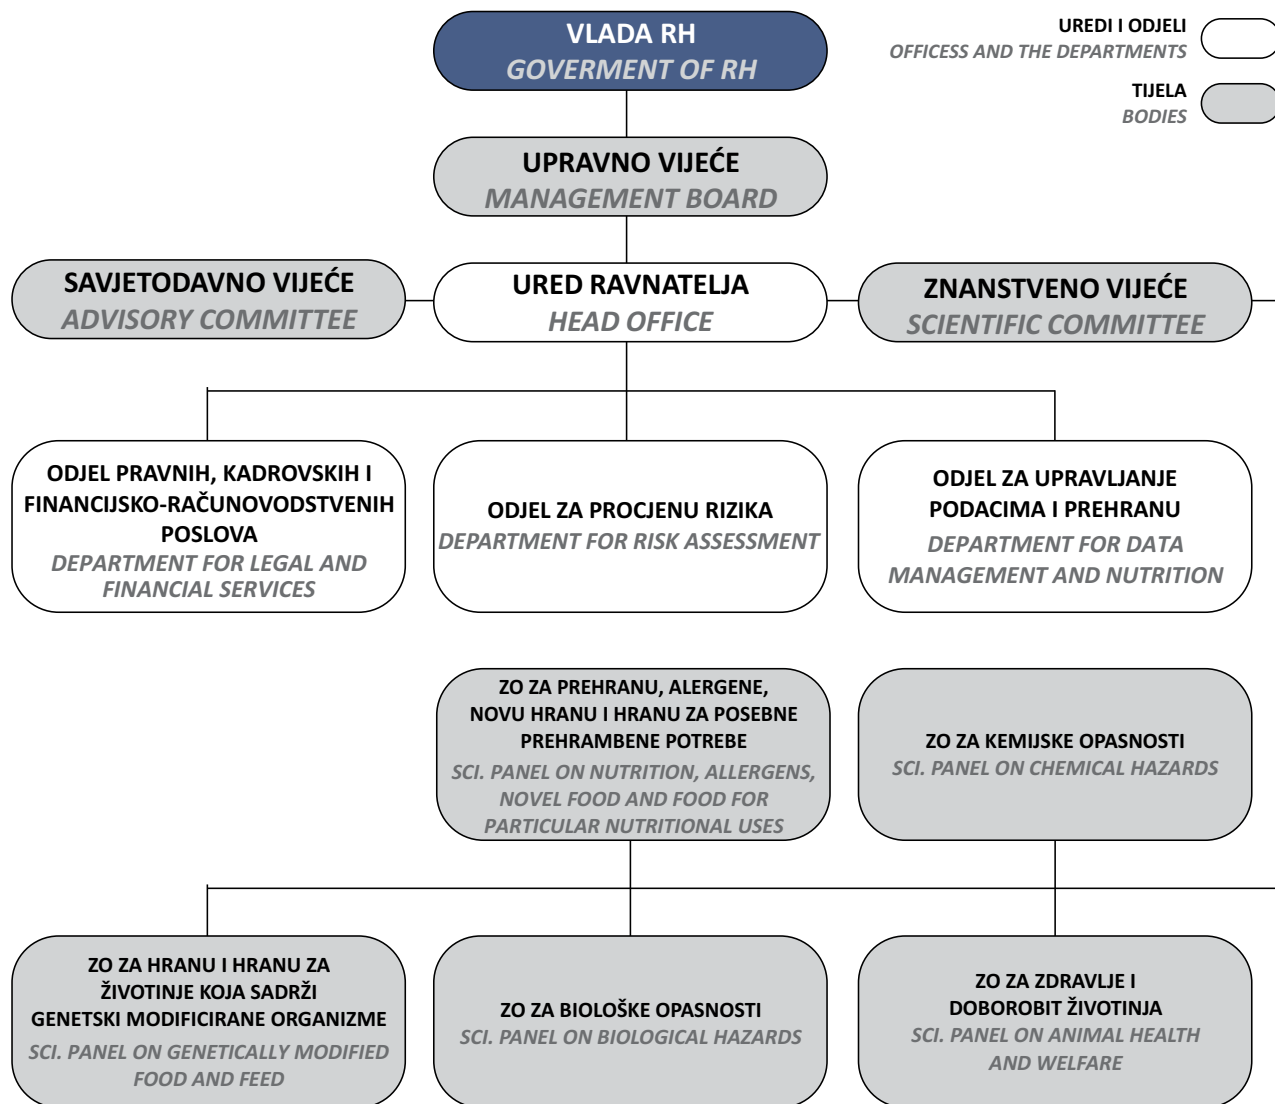 VLADA RH
GOVERMENT OF RH
UREDI I ODJELI
OFFICESS AND THE DEPARTMENTS
TIJELA
BODIES
UPRAVNO VIJEĆE
MANAGEMENT BOARD
SAVJETODAVNO VIJEĆE
ADVISORY COMMITTEE
URED RAVNATELJA
HEAD OFFICE
ZNANSTVENO VIJEĆE
SCIENTIFIC COMMITTEE
ODJEL PRAVNIH, KADROVSKIH I
FINANCIJSKO-RAČUNOVODSTVENIH
POSLOVA
DEPARTMENT FOR LEGAL AND
FINANCIAL SERVICES
ODJEL ZA PROCJENU RIZIKA
DEPARTMENT FOR RISK ASSESSMENT
ODJEL ZA UPRAVLJANJE
PODACIMA I PREHRANU
DEPARTMENT FOR DATA
MANAGEMENT AND NUTRITION
ZO ZA PREHRANU, ALERGENE,
NOVU HRANU I HRANU ZA POSEBNE
PREHRAMBENE POTREBE
SCI. PANEL ON NUTRITION, ALLERGENS,
NOVEL FOOD AND FOOD FOR
PARTICULAR NUTRITIONAL USES
ZO ZA KEMIJSKE OPASNOSTI
SCI. PANEL ON CHEMICAL HAZARDS
ZO ZA HRANU I HRANU ZA
ŽIVOTINJE KOJA SADRŽI
GENETSKI MODIFICIRANE ORGANIZME
SCI. PANEL ON GENETICALLY MODIFIED
FOOD AND FEED
ZO ZA BIOLOŠKE OPASNOSTI
SCI. PANEL ON BIOLOGICAL HAZARDS
ZO ZA ZDRAVLJE I
DOBOROBIT ŽIVOTINJA
SCI. PANEL ON ANIMAL HEALTH
AND WELFARE